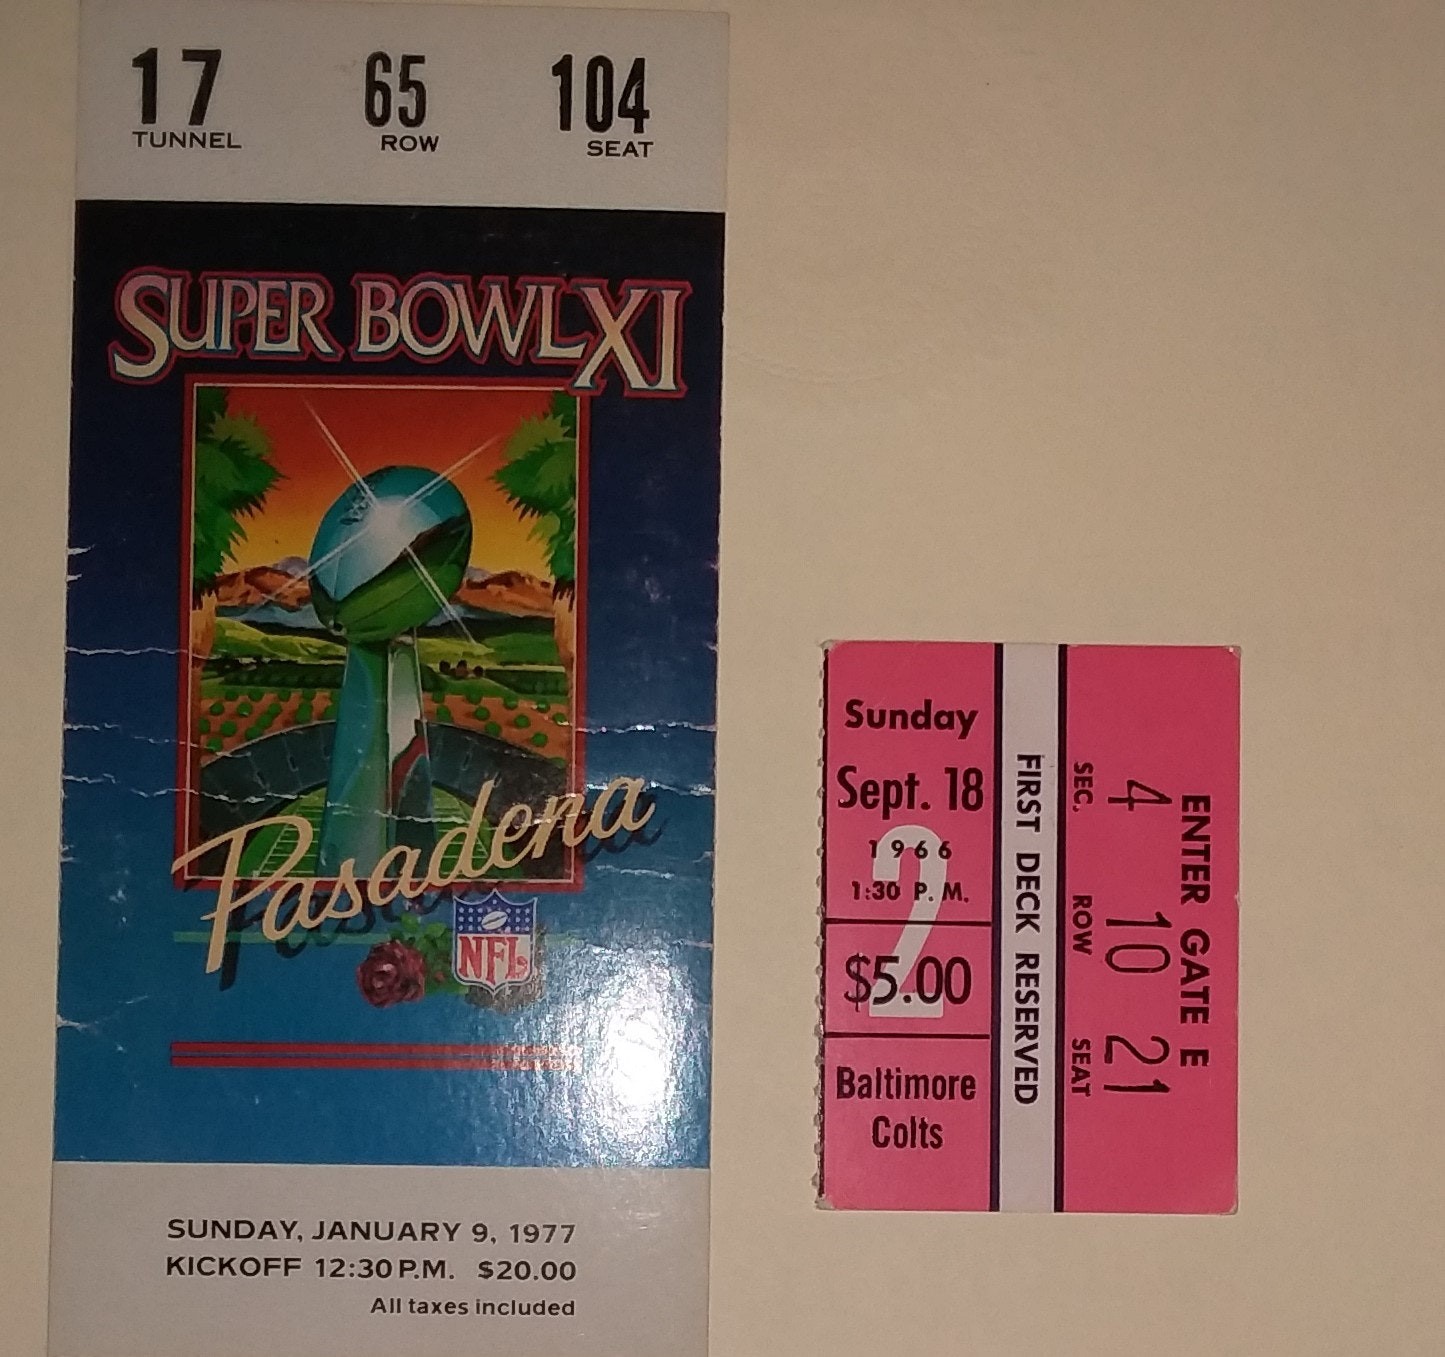 17 65 104
TUNNEL ROW SEAT
SUPER BOWL XI
Pasadena
NFL
SUNDAY, JANUARY 9, 1977
KICKOFF 12:30 P.M. $20.00
All taxes included
Sunday
Sept. 18
1966
1:30 P. M.
2
$5.00
Baltimore
Colts
FIRST DECK RESERVED
SEC. ROW SEAT
4 10 21
ENTER GATE E